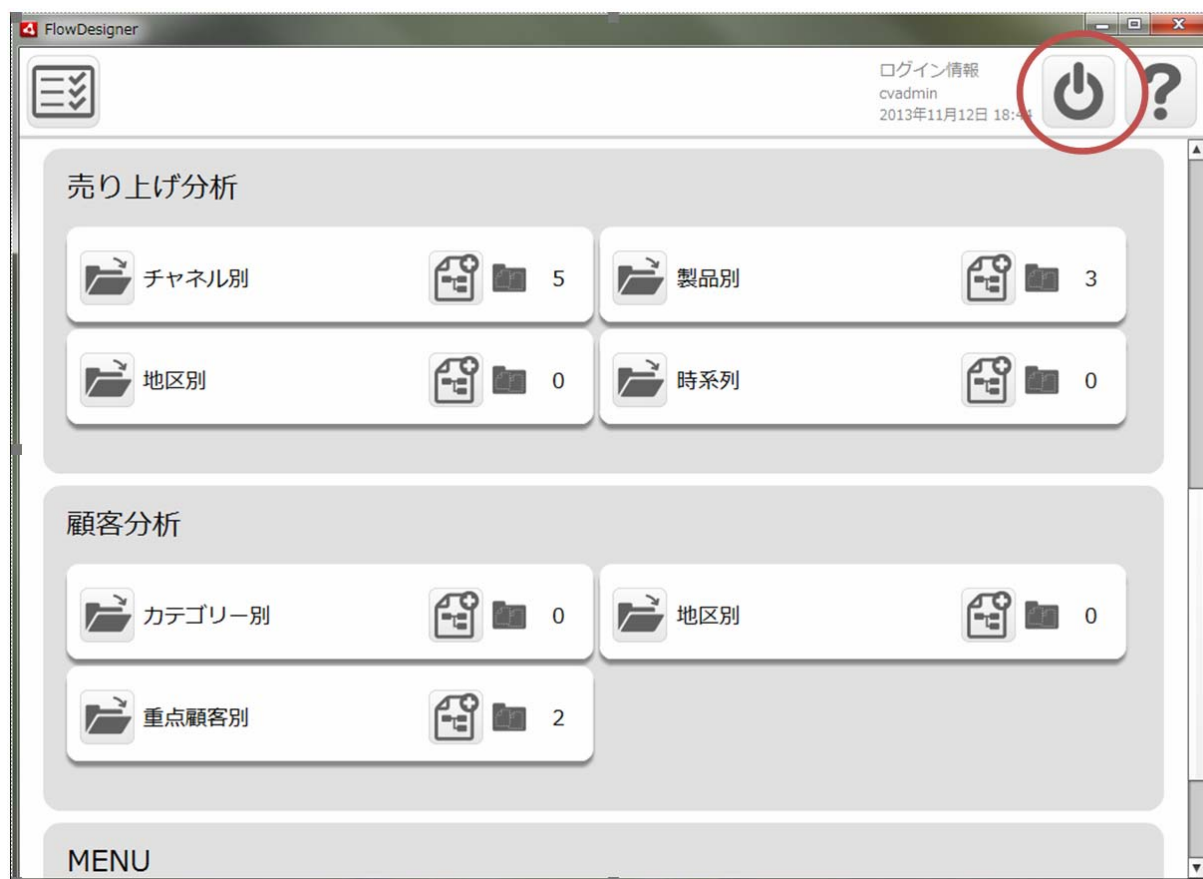 FlowDesigner
ログイン情報
cvadmin
2013年11月12日 18:44
売り上げ分析
チャネル別 5
製品別 3
地区別 0
時系列 0
顧客分析
カテゴリー別 0
地区別 0
重点顧客別 2
MENU